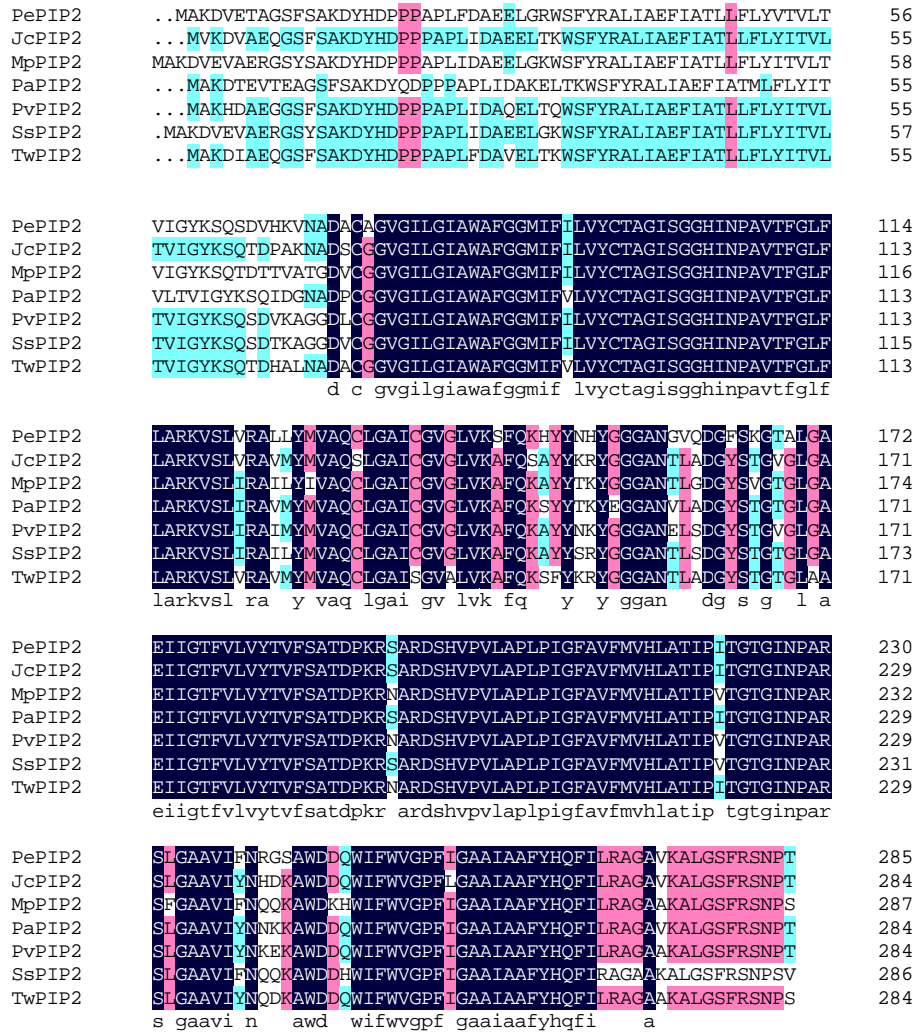 PePIP2 ..MAKDVETAGSFSAKDYHDPPPAPLFDAEELGRWSFYRALIAEFIATLLFLYVTVLT 56
JcPIP2 ...MVKDVAEQGSFSAKDYHDPPPAPLIDAEELTKWSFYRALIAEFIATLLFLYITVL 55
MpPIP2 MAKDVEVAERGSYSAKDYHDPPPAPLIDAEELGKWSFYRALIAEFIATLLFLYITVLT 58
PaPIP2 ...MAKDTEVTEAGSFSAKDYQDPPPAPLIDAKELTKWSFYRALIAEFIATMLFLYIT 55
PvPIP2 ...MAKHDAEGGSFSAKDYHDPPPAPLIDAQELTQWSFYRALIAEFIATLLFLYITVL 55
SsPIP2 .MAKDVEVAERGSYSAKDYHDPPPAPLIDAEELGKWSFYRALIAEFIATLLFLYITVL 57
TwPIP2 ...MAKDIAEQGSFSAKDYHDPPPAPLFDAVELTKWSFYRALIAEFIATLLFLYITVL 55
PePIP2 VIGYKSQSDVHKVNADACAGVGILGIAWAFGGMIFILVYCTAGISGGHINPAVTFGLF 114
JcPIP2 TVIGYKSQTDPAKNADSCGGVGILGIAWAFGGMIFILVYCTAGISGGHINPAVTFGLF 113
MpPIP2 VIGYKSQTDTTVATGDVCGGVGILGIAWAFGGMIFILVYCTAGISGGHINPAVTFGLF 116
PaPIP2 VLTVIGYKSQIDGNADPCGGVGILGIAWAFGGMIFVLVYCTAGISGGHINPAVTFGLF 113
PvPIP2 TVIGYKSQSDVKAGGDLCGGVGILGIAWAFGGMIFILVYCTAGISGGHINPAVTFGLF 113
SsPIP2 TVIGYKSQSDTKAGGDVCGGVGILGIAWAFGGMIFILVYCTAGISGGHINPAVTFGLF 115
TwPIP2 TVIGYKSQTDHALNADACGGVGILGIAWAFGGMIFVLVYCTAGISGGHINPAVTFGLF 113
d c gvgilgiawafggmif lvyctagisgghinpavtfglf
PePIP2 LARKVSLVRALLYMVAQCLGAICGVGLVKSFQKHYYNHYGGGANGVQDGFSKGTALGA 172
JcPIP2 LARKVSLVRAVMYMVAQSLGAICGVGLVKAFQSAYYKRYGGGANTLADGYSTGVGLGA 171
MpPIP2 LARKVSLIRAILYIVAQCLGAICGVGLVKAFQKAYYTKYGGGANTLGDGYSVGTGLGA 174
PaPIP2 LARKVSLIRAVMYMVAQCLGAICGVGLVKAFQKSYYTKYEGGANVLADGYSTGTGLGA 171
PvPIP2 LARKVSLIRAIMYMVAQCLGAICGVGLVKAFQKAYYNKYGGGANELSDGYSTGVGLGA 171
SsPIP2 LARKVSLIRAILYMVAQCLGAICGVGLVKAFQKAYYSRYGGGANTLSDGYSTGTGLGA 173
TwPIP2 LARKVSLVRAVMYMVAQCLGAISGVALVKAFQKSFYKRYGGGANTLADGYSTGTGLAA 171
larkvsl ra y vaq lgai gv lvk fq y y ggan dg s g l a
PePIP2 EIIGTFVLVYTVFSATDPKRSARDSHVPVLAPLPIGFAVFMVHLATIPITGTGINPAR 230
JcPIP2 EIIGTFVLVYTVFSATDPKRSARDSHVPVLAPLPIGFAVFMVHLATIPITGTGINPAR 229
MpPIP2 EIIGTFVLVYTVFSATDPKRNARDSHVPVLAPLPIGFAVFMVHLATIPVTGTGINPAR 232
PaPIP2 EIIGTFVLVYTVFSATDPKRSARDSHVPVLAPLPIGFAVFMVHLATIPITGTGINPAR 229
PvPIP2 EIIGTFVLVYTVFSATDPKRNARDSHVPVLAPLPIGFAVFMVHLATIPVTGTGINPAR 229
SsPIP2 EIIGTFVLVYTVFSATDPKRSARDSHVPVLAPLPIGFAVFMVHLATIPVTGTGINPAR 231
TwPIP2 EIIGTFVLVYTVFSATDPKRNARDSHVPVLAPLPIGFAVFMVHLATIPITGTGINPAR 229
eiigtfvlvytvfsatdpkr ardshvpvlaplpigfavfmvhlatip tgtginpar
PePIP2 SLGAAVIFNRGSAWDDQWIFWVGPFIGAAIAAFYHQFILRAGAVKALGSFRSNPT 285
JcPIP2 SLGAAVIYNHDKAWDDQWIFWVGPFLGAAIAAFYHQFILRAGAVKALGSFRSNPT 284
MpPIP2 SFGAAVIFNQQKAWDKHWIFWVGPFIGAAIAAFYHQFILRAGAAKALGSFRSNPS 287
PaPIP2 SLGAAVIYNNKKAWDDQWIFWVGPFIGAAIAAFYHQFILRAGAVKALGSFRSNPT 284
PvPIP2 SLGAAVIYNKEKAWDDQWIFWVGPFIGAAIAAFYHQFILRAGAAKALGSFRSNPT 284
SsPIP2 SLGAAVIFNQQKAWDDHWIFWVGPFIGAAIAAFYHQFIRAGAAKALGSFRSNPSV 286
TwPIP2 SLGAAVIYNQDKAWDDQWIFWVGPFIGAAIAAFYHQFILRAGAAKALGSFRSNPS 284
s gaavi n awd wifwvgpf gaaiaafyhqfi a